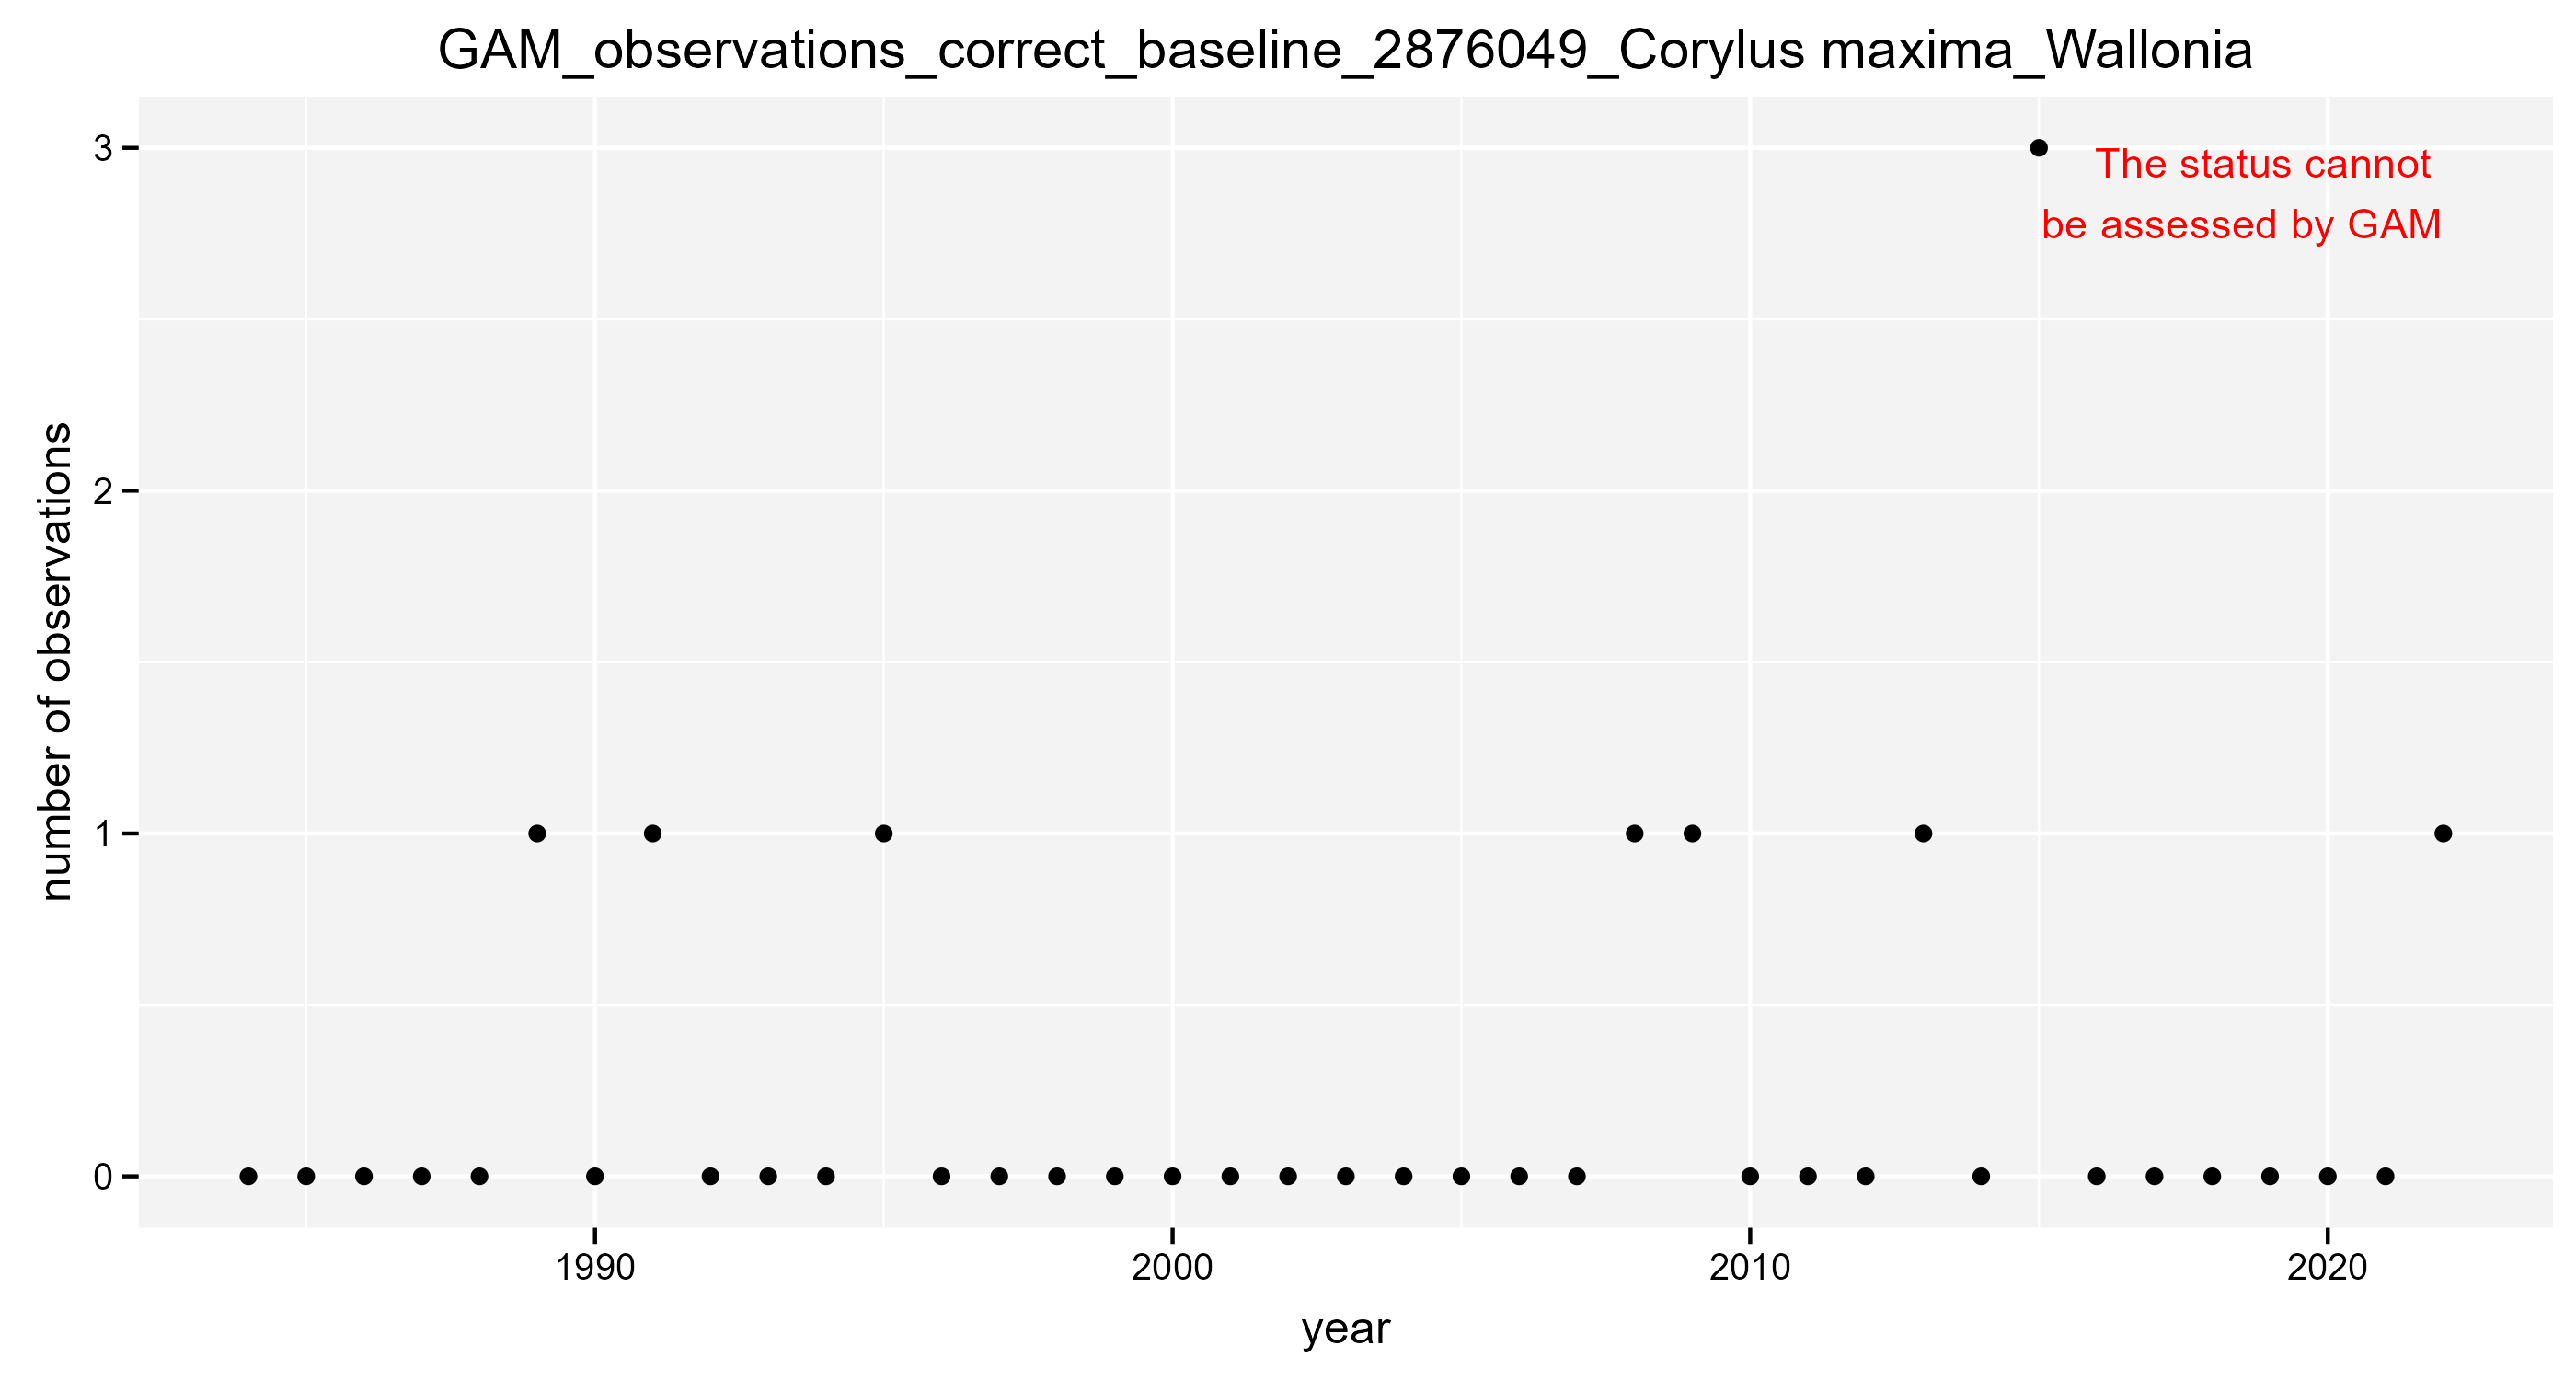 GAM_observations_correct_baseline_2876049_Corylus maxima_Wallonia
3
The status cannot
be assessed by GAM
2
number of observations
1
0
1990
2000
2010
2020
year